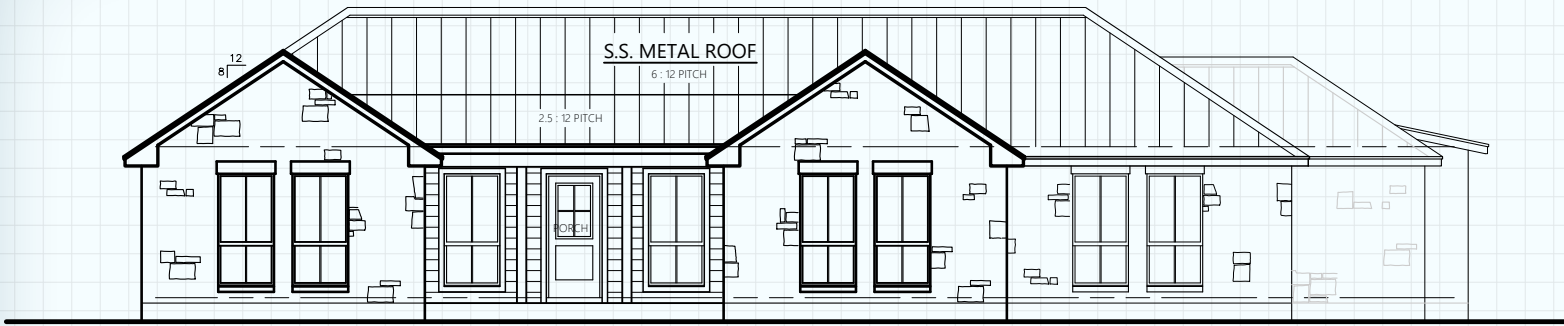 S.S. METAL ROOF
6 : 12 PITCH
12
8
2.5 : 12 PITCH
PORCH